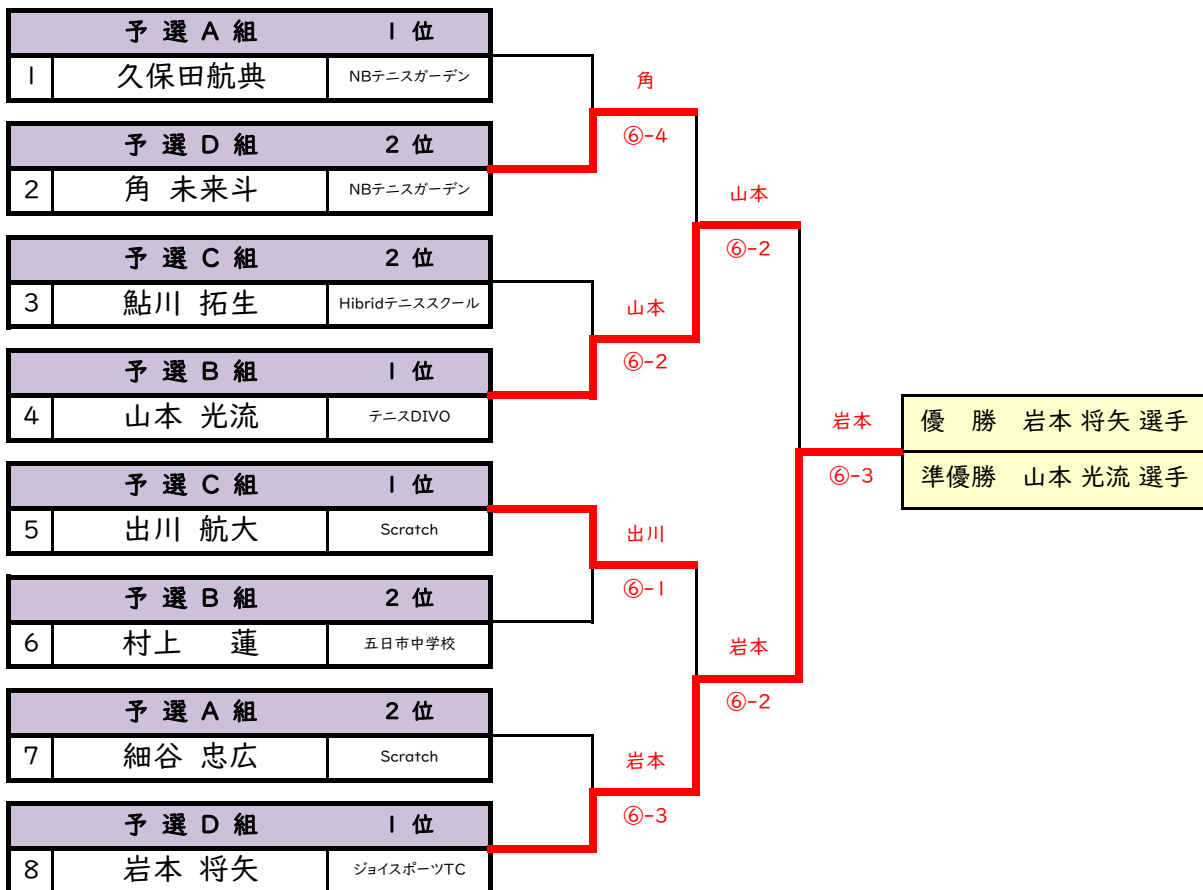 予選A組 1位
1 久保田航典 NBテニスガーデン
予選D組 2位
2 角 未来斗 NBテニスガーデン
予選C組 2位
3 鮎川 拓生 Hibridテニススクール
予選B組 1位
4 山本 光流 テニスDIVO
予選C組 1位
5 出川 航大 Scratch
予選B組 2位
6 村上 蓮 五日市中学校
予選A組 2位
7 細谷 忠広 Scratch
予選D組 1位
8 岩本 将矢 ジョイスポーツTC
角
⑥-4
山本
⑥-2
出川
⑥-1
岩本
⑥-3
山本
⑥-2
岩本
⑥-2
岩本
⑥-3
優 勝 岩本 将矢 選手
準優勝 山本 光流 選手